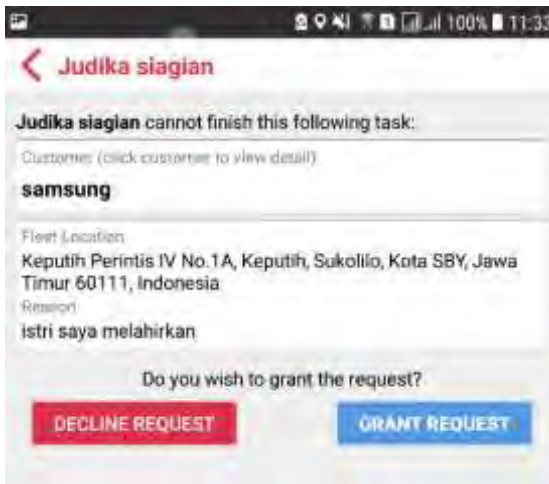 100% 11:33
Judika siagian
Judika siagian cannot finish this following task:
Customer (click customer to view detail)
samsung
Fleet Location
Keputih Perintis IV No.1A, Keputih, Sukolilo, Kota SBY, Jawa
Timur 60111, Indonesia
Reason
istri saya melahirkan
Do you wish to grant the request?
DECLINE REQUEST
GRANT REQUEST